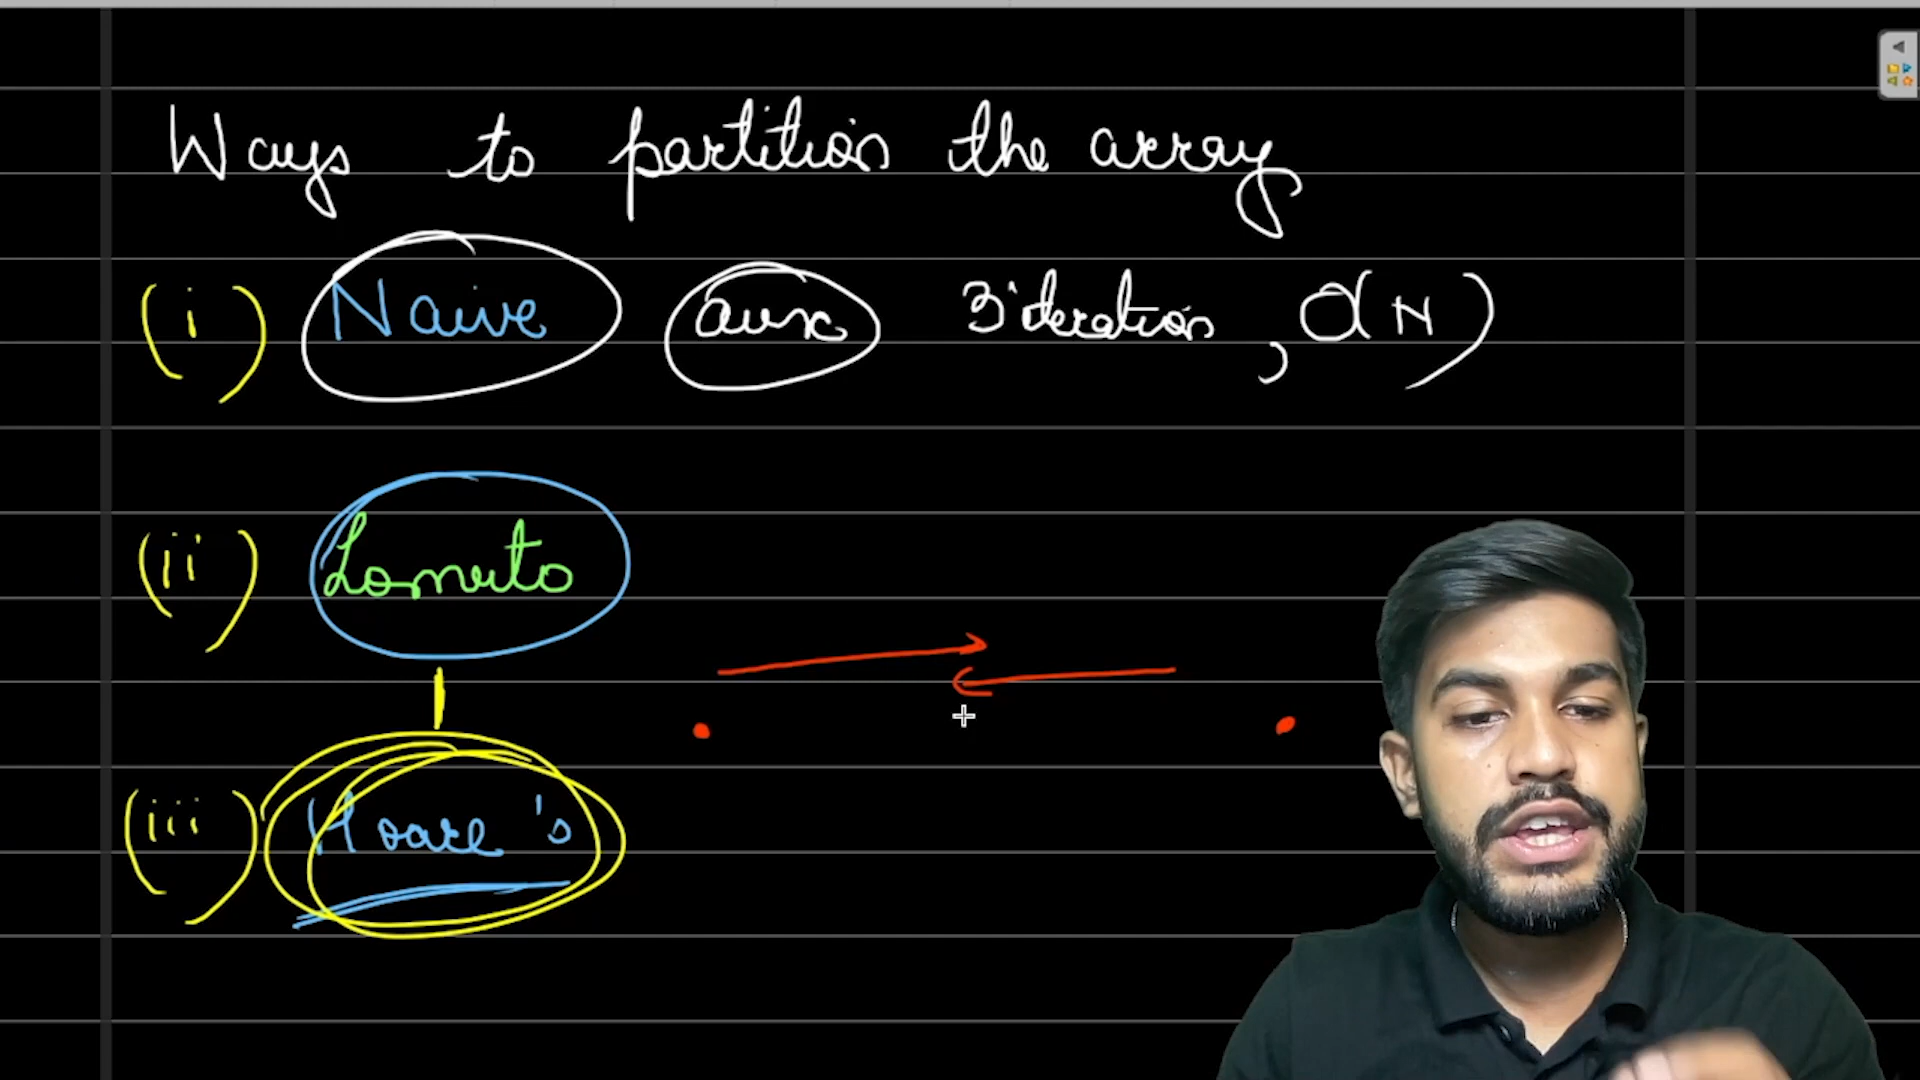 Ways to partition the array
(i) Naive aux 3 iteration, O(N)
(ii) Lomuto
(iii) Hoare's